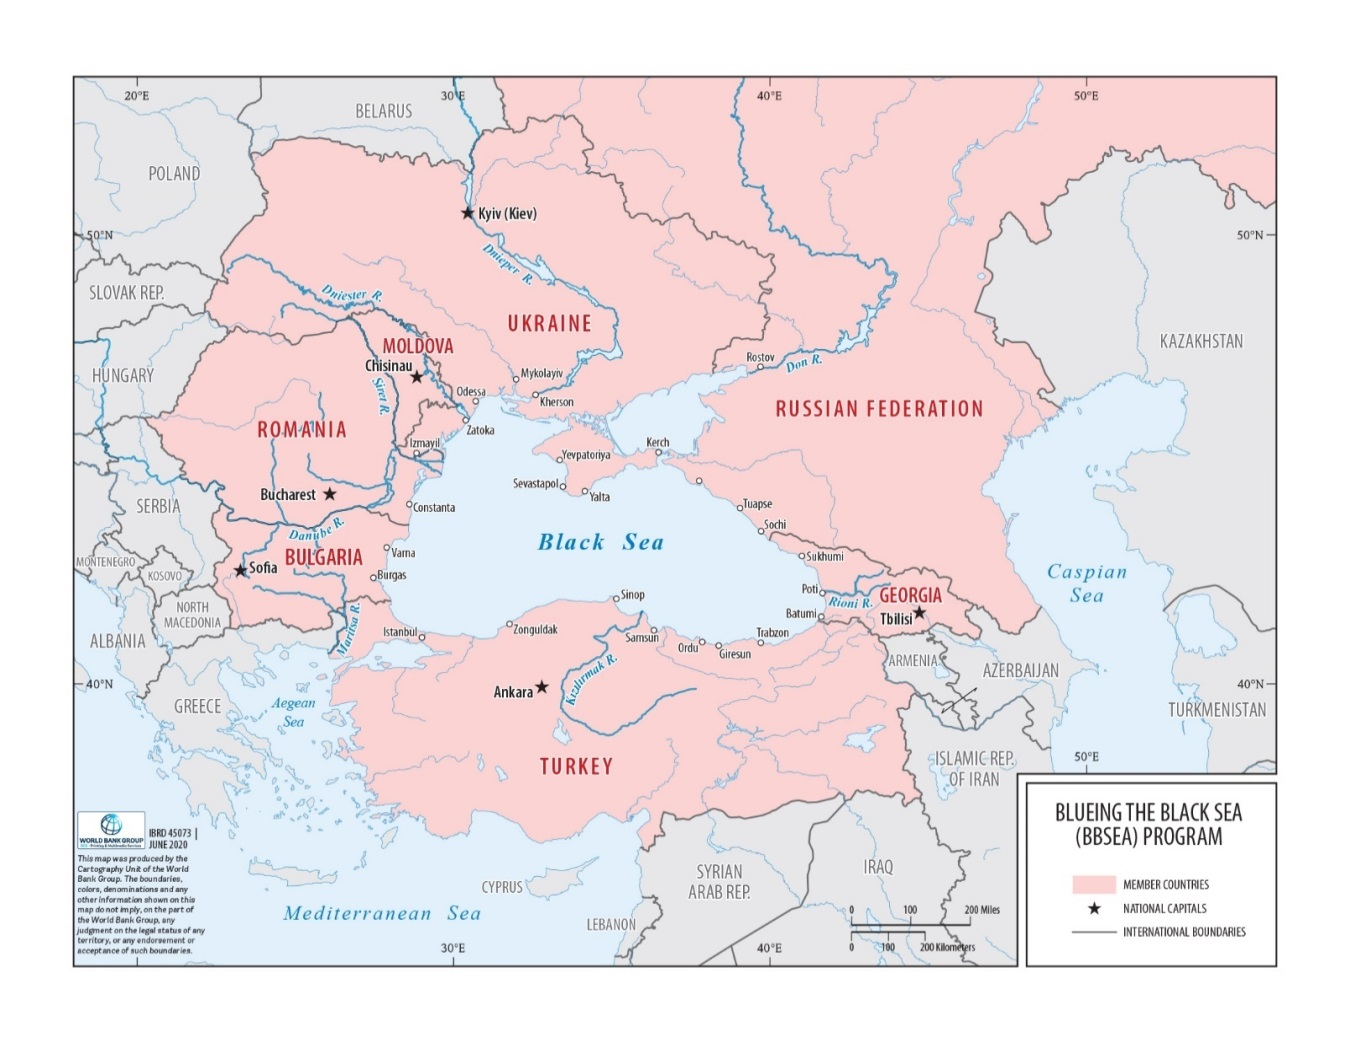 20°E
30°E
40°E
50°E
BELARUS
POLAND
Kyiv (Kiev)
50°N
50°N
Dnieper R.
SLOVAK REP.
Dniester R.
UKRAINE
KAZAKHSTAN
MOLDOVA
Chisinau
HUNGARY
Siret R.
Rostov
Don R.
Mykolayiv
Odessa
Kherson
RUSSIAN FEDERATION
ROMANIA
Zatoka
Izmayil
Kerch
Yevpatoriya
Sevastapol
Yalta
Bucharest
SERBIA
Constanta
Tuapse
Sochi
Danube R.
Black Sea
BULGARIA
Varna
Sofia
MONTENEGRO
KOSOVO
Burgas
Sukhumi
Caspian
Sea
Poti
Rioni R.
GEORGIA
Tbilisi
Batumi
NORTH
MACEDONIA
Maritsa R.
Sinop
Istanbul
Zonguldak
Samsun
Ordu
Giresun
Trabzon
ALBANIA
ARMENIA
AZERBAIJAN
40°N
40°N
Ankara
Kızılırmak R.
GREECE
Aegean
Sea
TURKMENISTAN
TURKEY
ISLAMIC REP.
OF IRAN
50°E
SYRIAN
ARAB REP.
IRAQ
CYPRUS
LEBANON
Mediterranean Sea
30°E
40°E
0 100 200 Miles
0 100 200 Kilometers
WORLD BANK GROUP
IBRD 45073 |
JUNE 2020
This map was produced by the
Cartography Unit of the World
Bank Group. The boundaries,
colors, denominations and any
other information shown on this
map do not imply, on the part of
the World Bank Group, any
judgment on the legal status of any
territory, or any endorsement or
acceptance of such boundaries.
BLUEING THE BLACK SEA
(BBSEA) PROGRAM
MEMBER COUNTRIES
NATIONAL CAPITALS
INTERNATIONAL BOUNDARIES